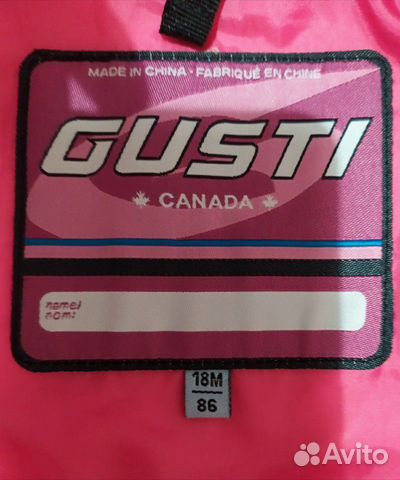 MADE IN CHINA · FABRIQUÉ EN CHINE
GUSTI
CANADA
name/
nom:
18M
86
Avito